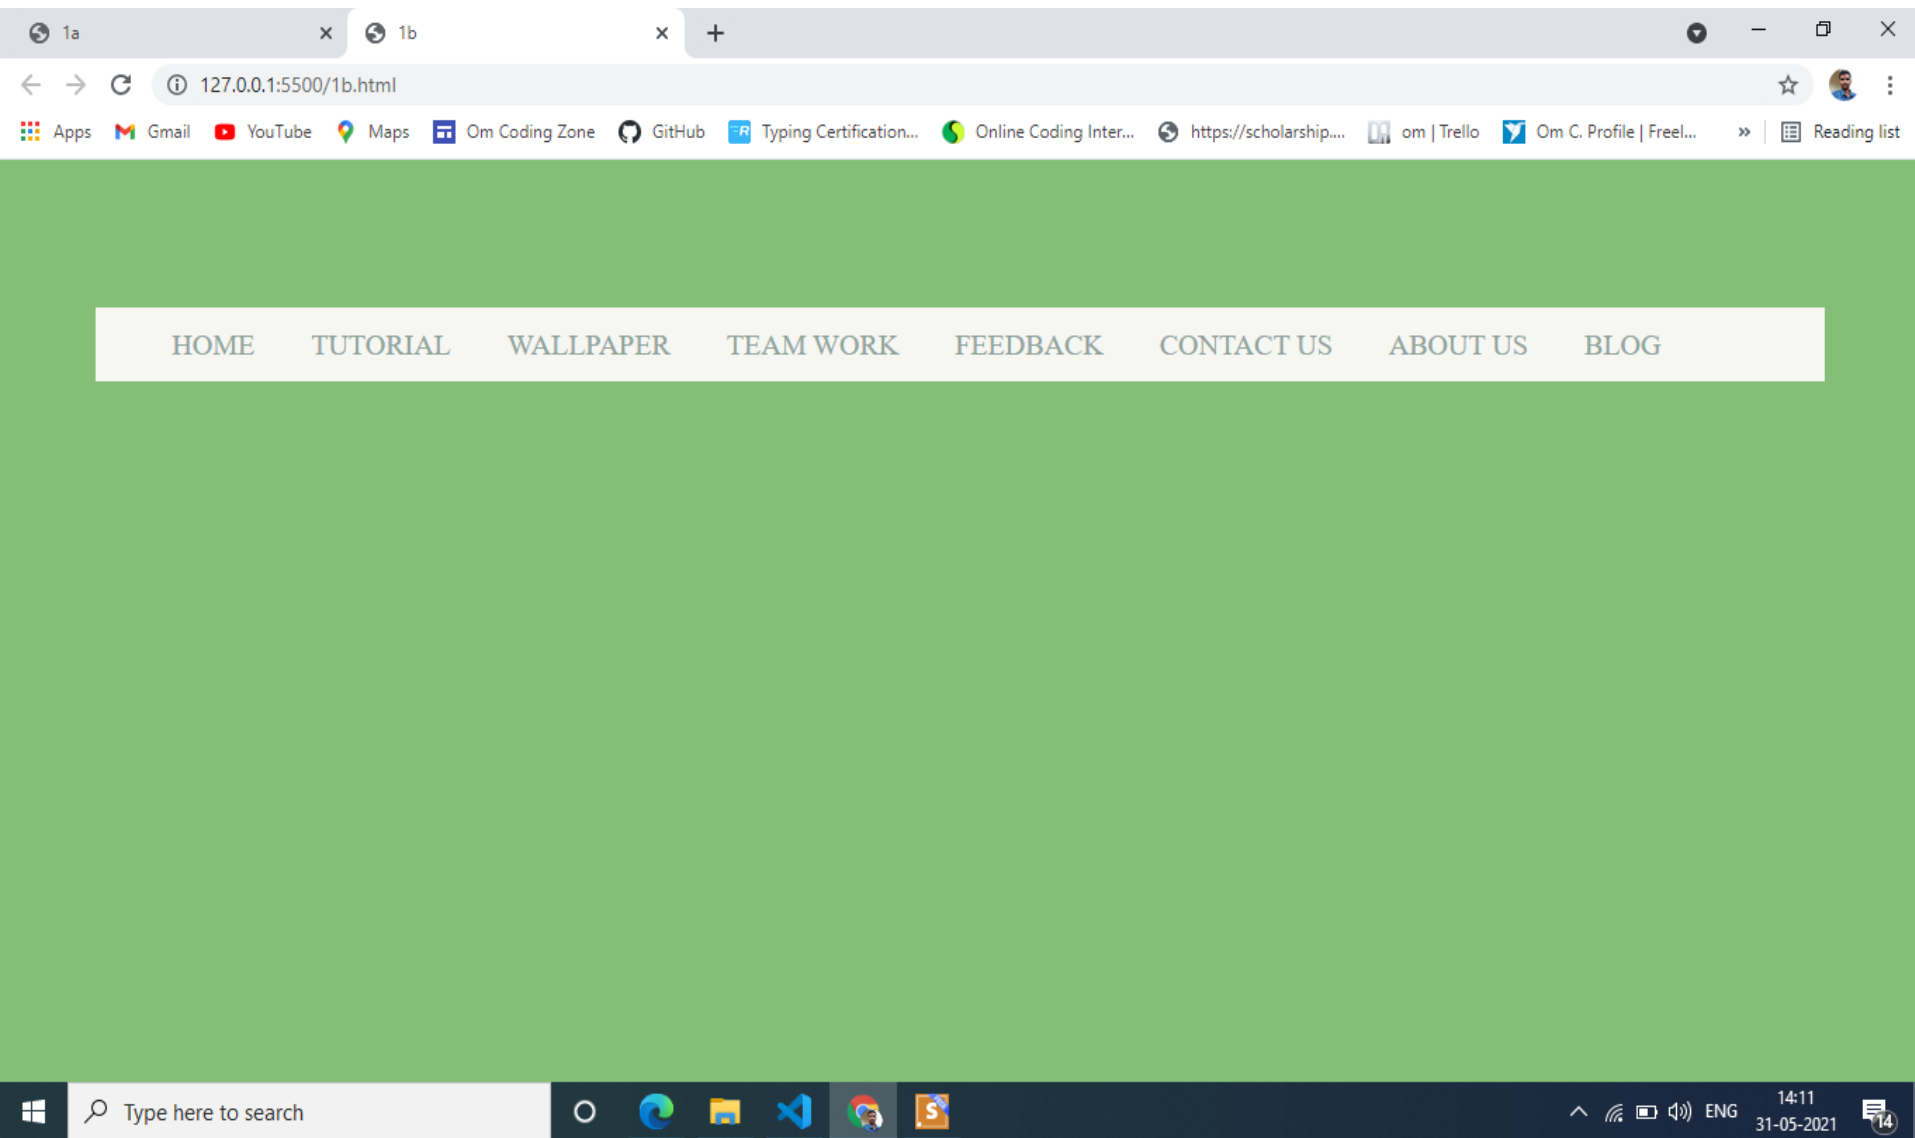 1a
1b
127.0.0.1:5500/1b.html
Apps Gmail YouTube Maps Om Coding Zone GitHub Typing Certification... Online Coding Inter... https://scholarship.... om | Trello Om C. Profile | Freel... » Reading list
HOME TUTORIAL WALLPAPER TEAM WORK FEEDBACK CONTACT US ABOUT US BLOG
Type here to search
ENG
14:11
31-05-2021
14